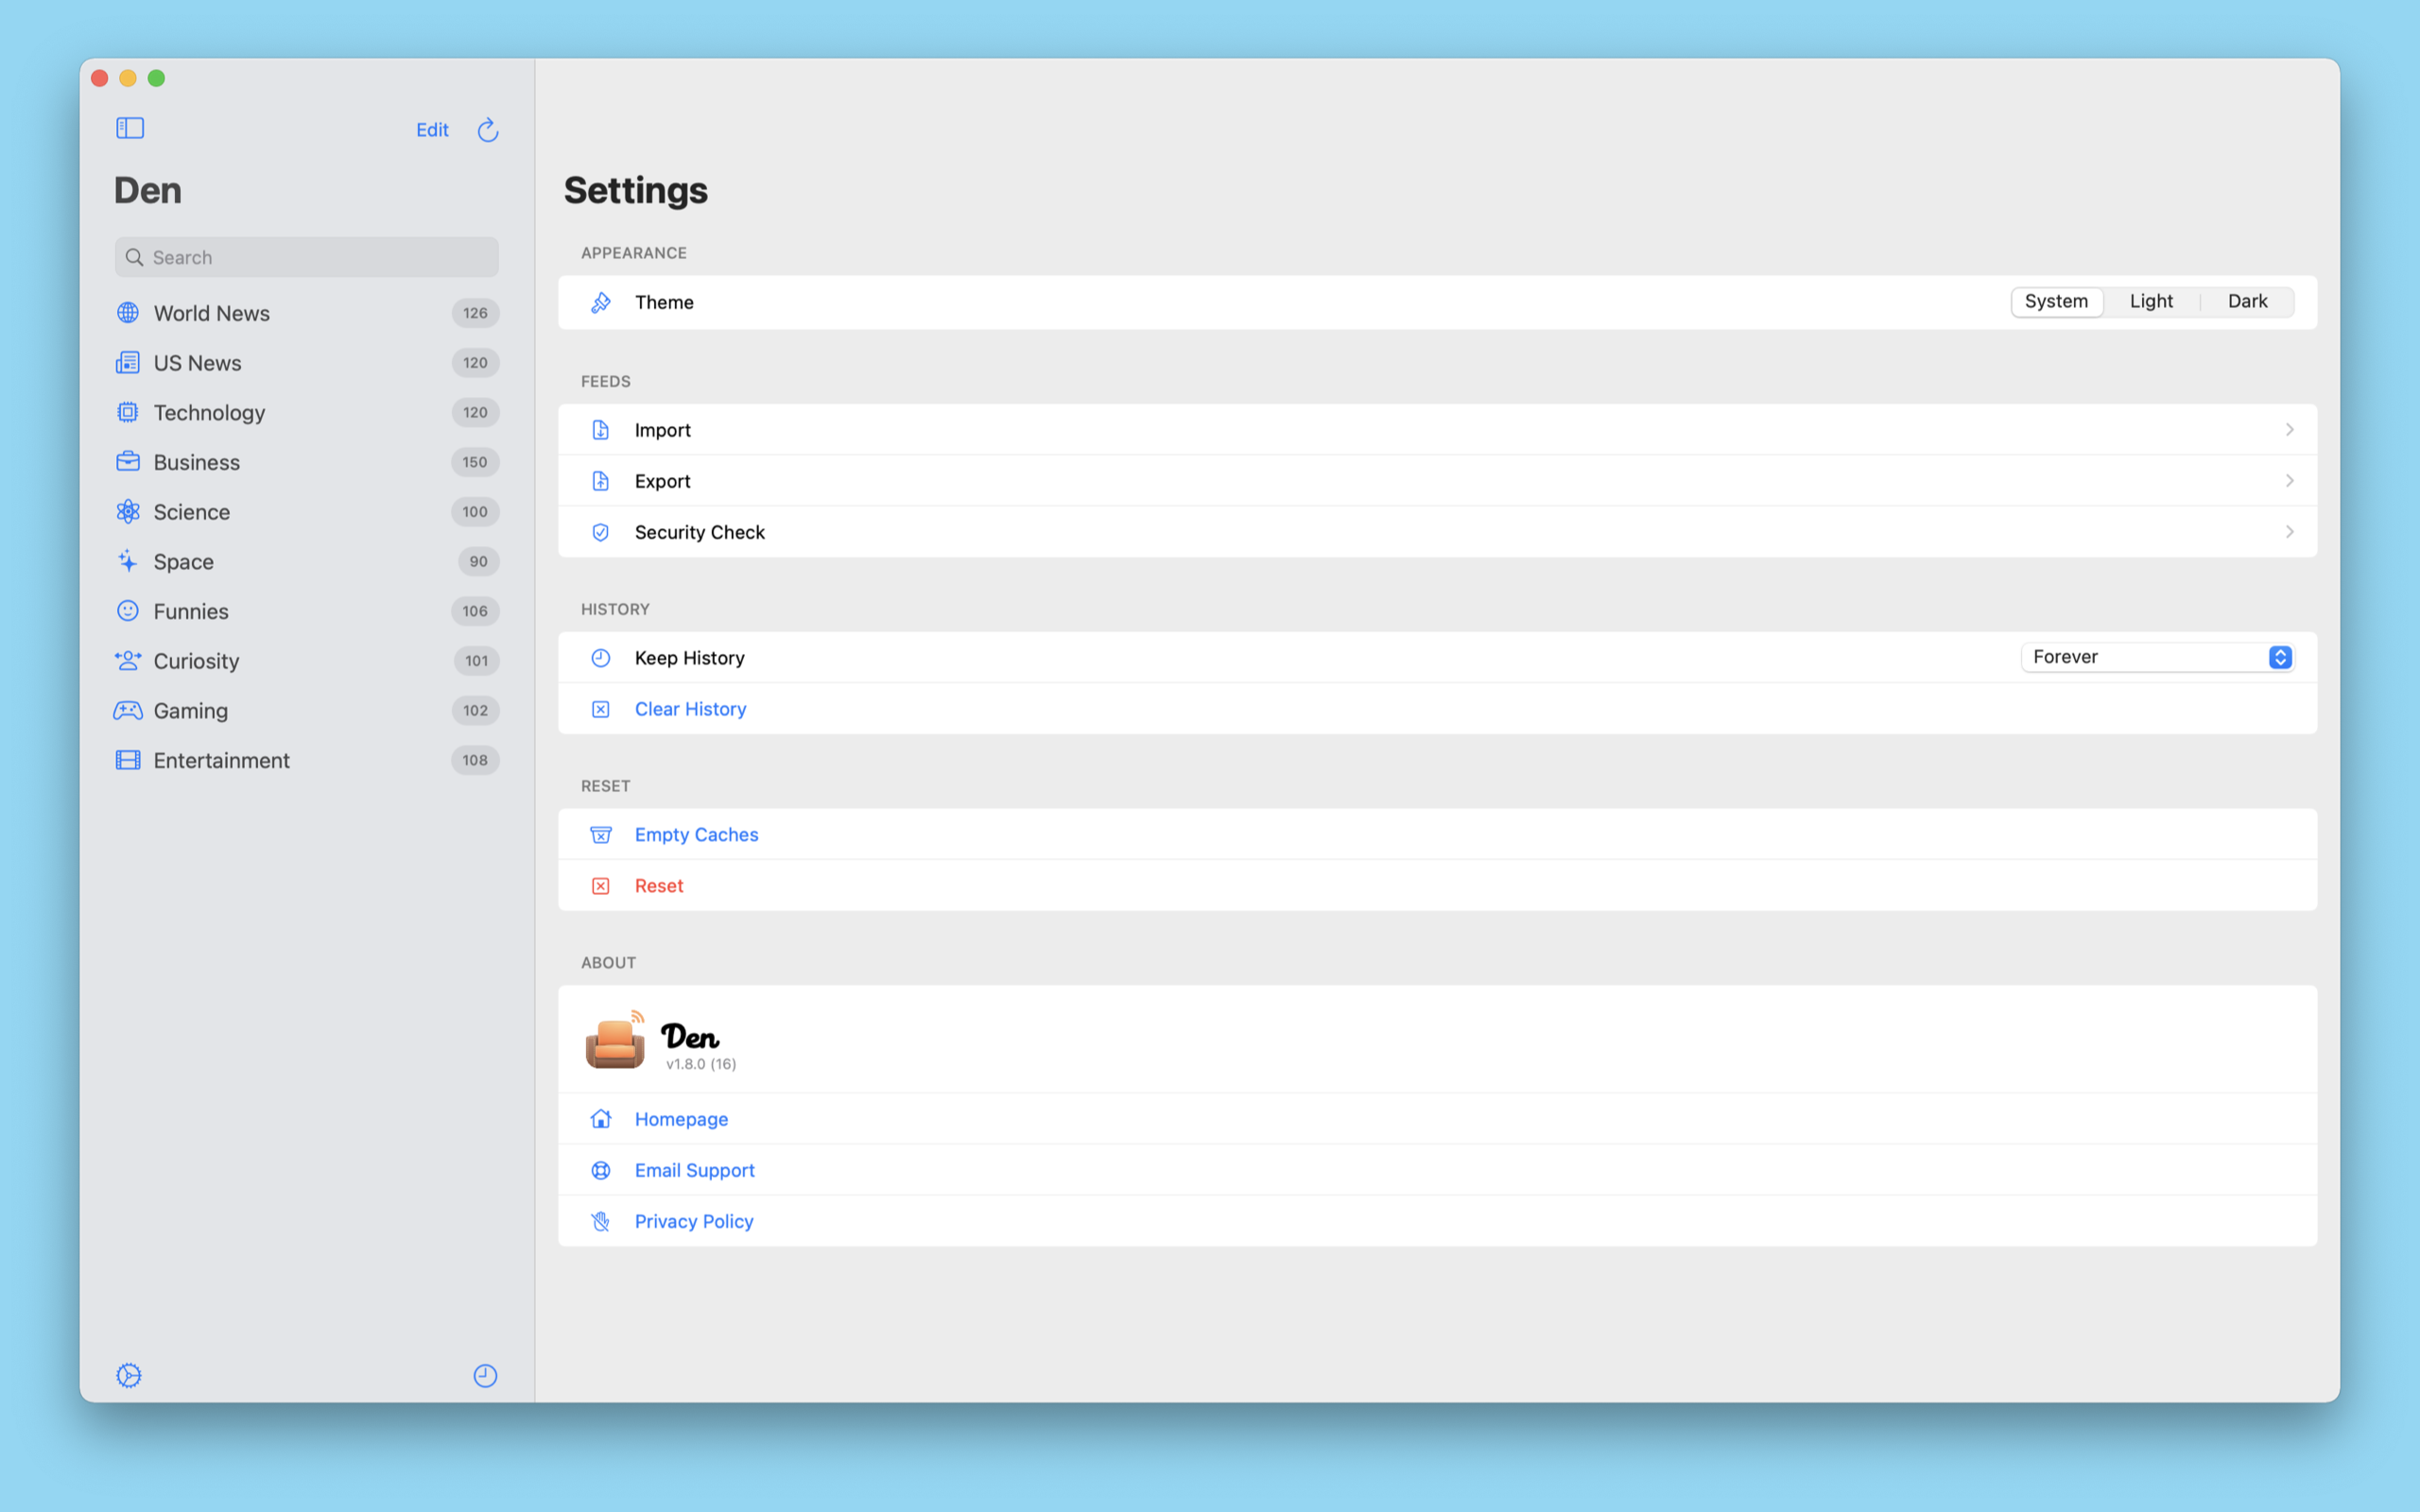 Edit
Den
Search
World News 126
US News 120
Technology 120
Business 150
Science 100
Space 90
Funnies 106
Curiosity 101
Gaming 102
Entertainment 108
Settings
APPEARANCE
Theme System Light Dark
FEEDS
Import
Export
Security Check
HISTORY
Keep History Forever
Clear History
RESET
Empty Caches
Reset
ABOUT
Den
v1.8.0 (16)
Homepage
Email Support
Privacy Policy